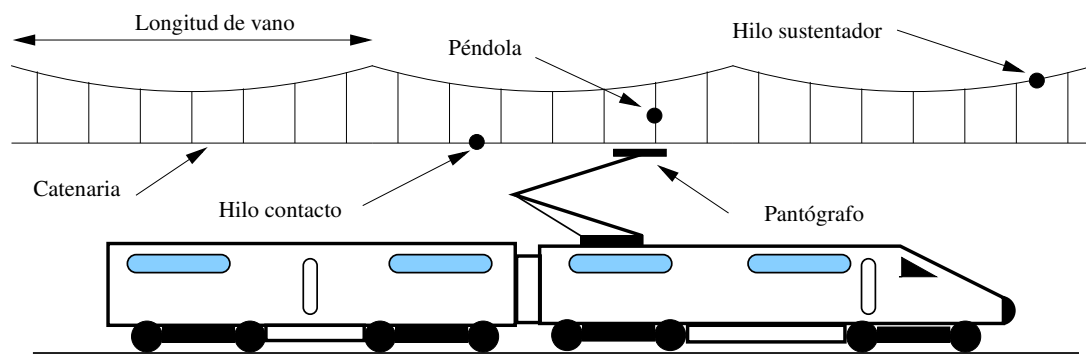 Longitud de vano
Péndola
Hilo sustentador
Catenaria
Hilo contacto
Pantógrafo